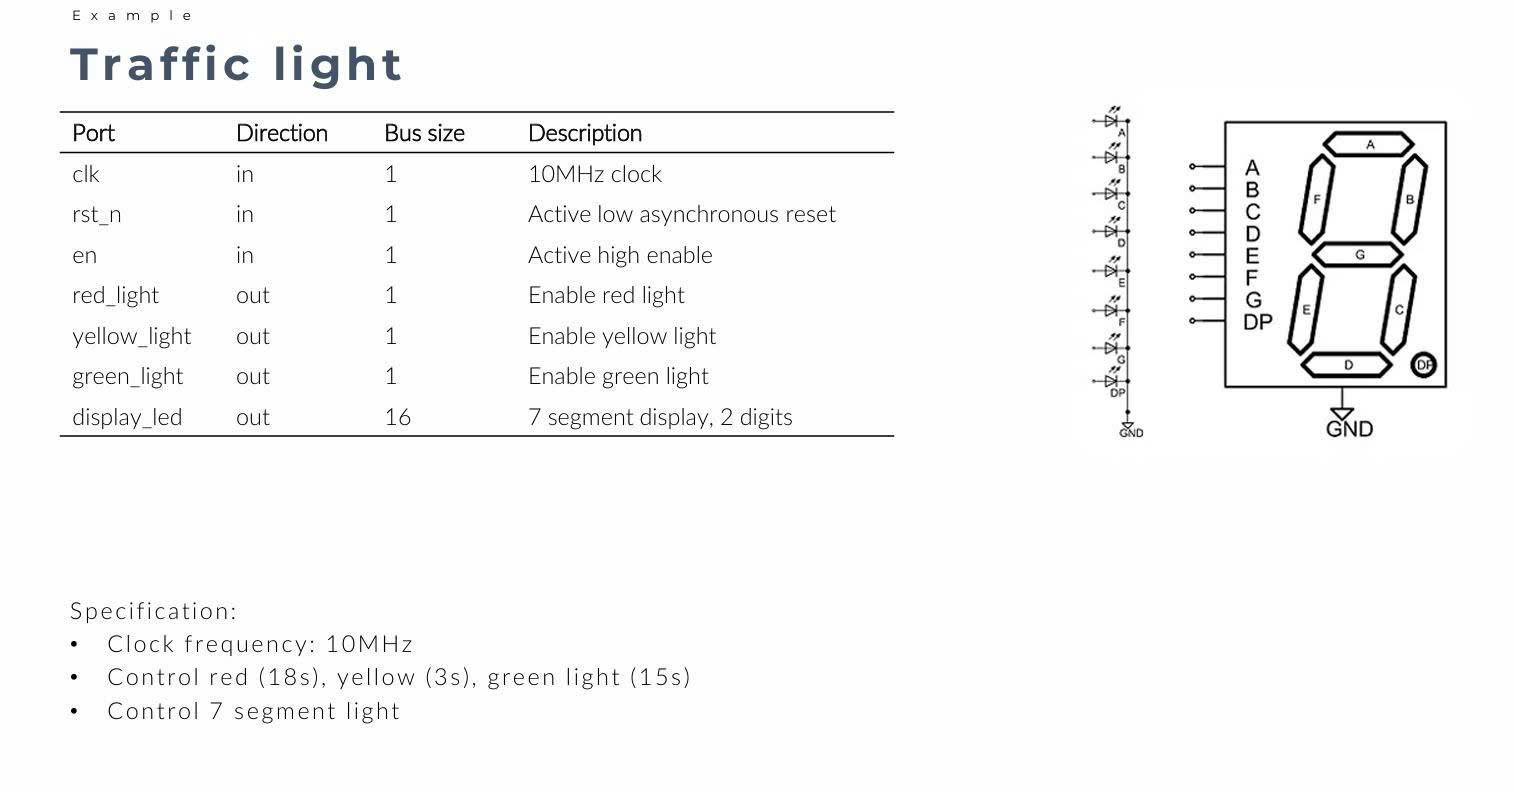 Example
Traffic light
Port Direction Bus size Description
clk in 1 10MHz clock
rst_n in 1 Active low asynchronous reset
en in 1 Active high enable
red_light out 1 Enable red light
yellow_light out 1 Enable yellow light
green_light out 1 Enable green light
display_led out 16 7 segment display, 2 digits
A
B
C
D
E
F
G
DP
GND
A
B
C
D
E
F
G
DP
A
F
B
G
E
C
D
DP
GND
Specification:
• Clock frequency: 10MHz
• Control red (18s), yellow (3s), green light (15s)
• Control 7 segment light